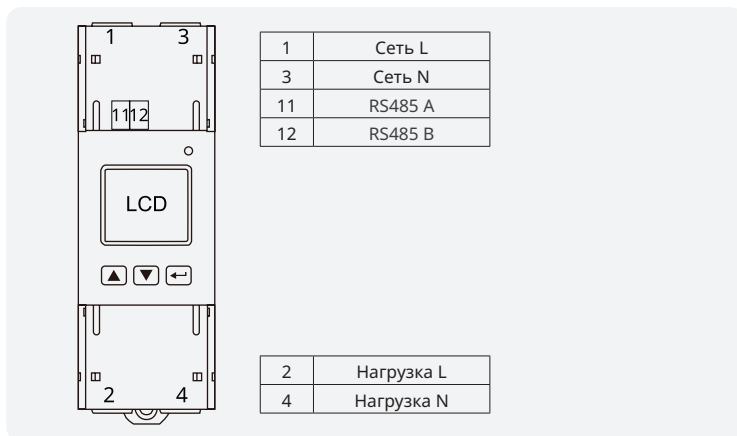 1 3
11 12
LCD
2 4
1 Сеть L
3 Сеть N
11 RS485 A
12 RS485 B
2 Нагрузка L
4 Нагрузка N